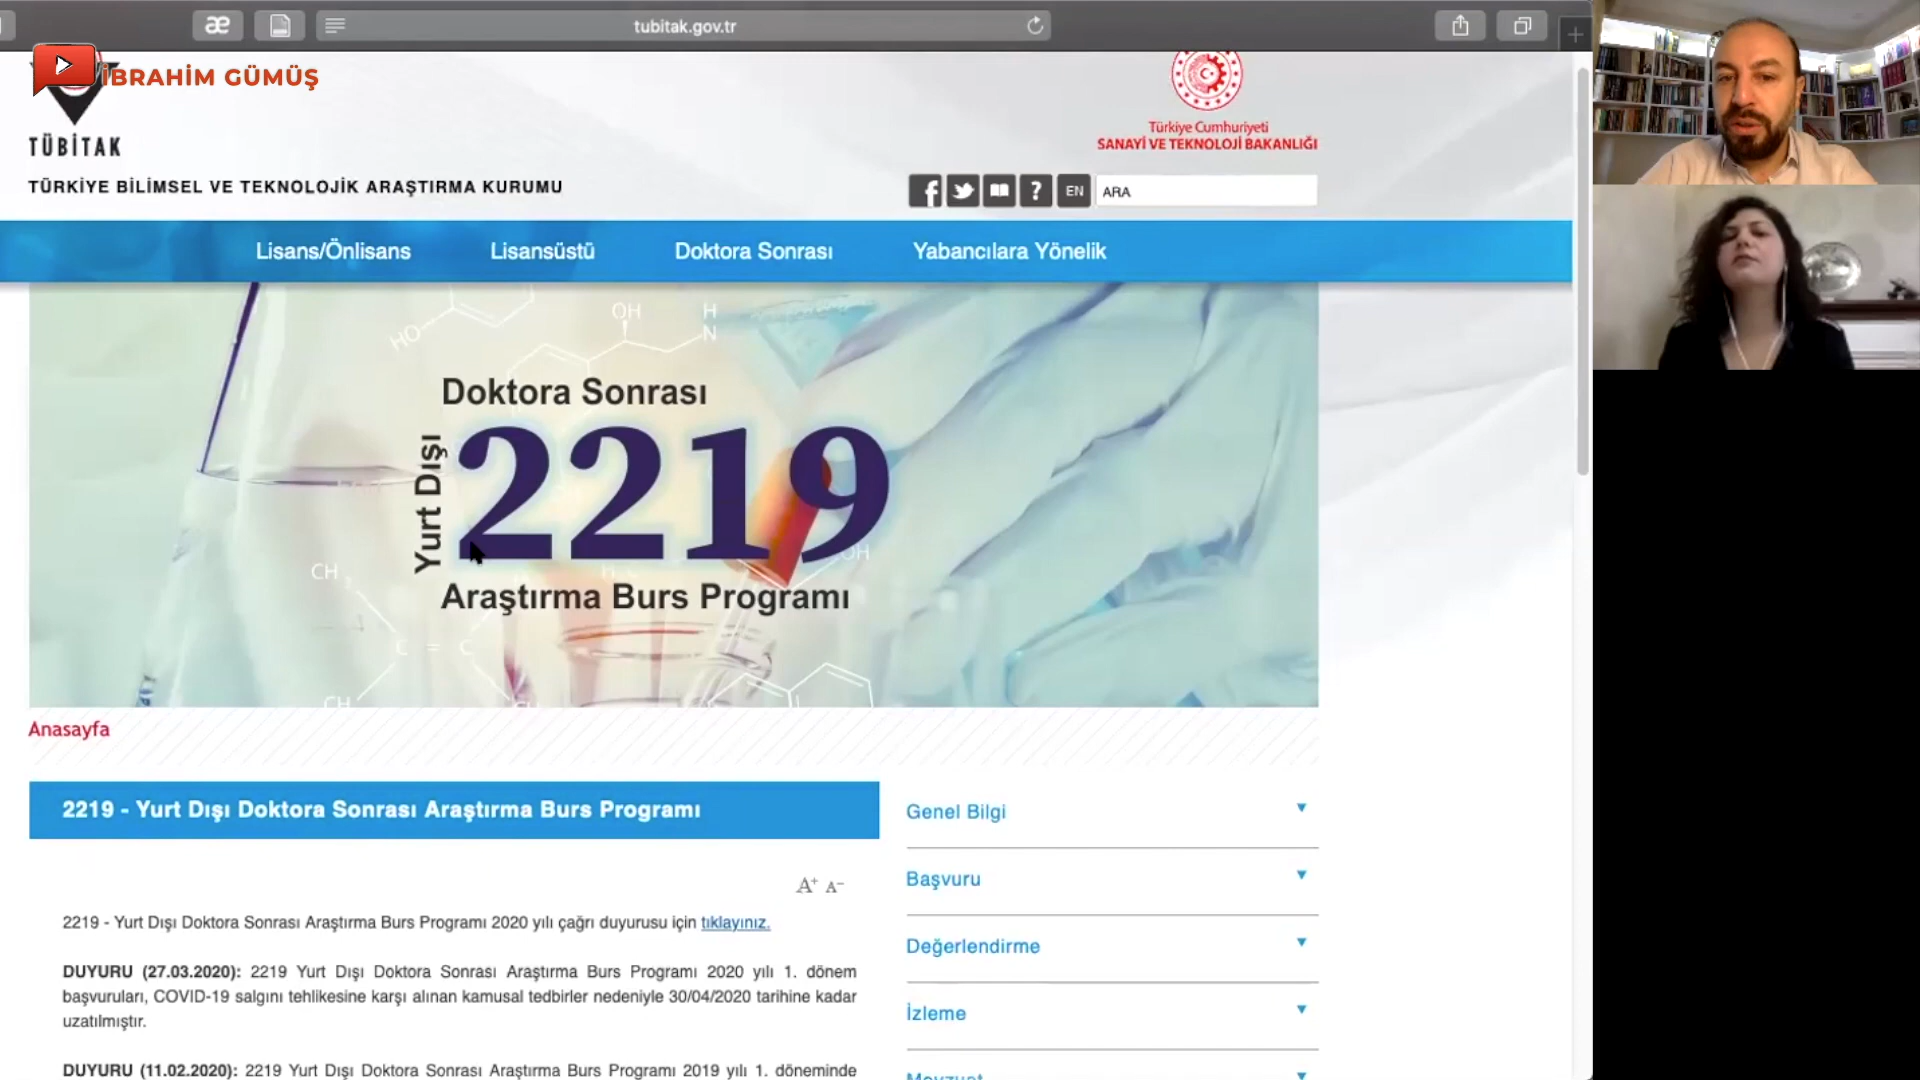 æ
tubitak.gov.tr
İBRAHİM GÜMÜŞ
TÜBİTAK
TÜRKİYE BİLİMSEL VE TEKNOLOJİK ARAŞTIRMA KURUMU
Türkiye Cumhuriyeti
SANAYİ VE TEKNOLOJİ BAKANLIĞI
f ? EN ARA
Lisans/Önlisans Lisansüstü Doktora Sonrası Yabancılara Yönelik
HO OH H
N
Doktora Sonrası
Yurt Dışı
2219
OH
CH
Araştırma Burs Programı
C = C
CH
Anasayfa
2219 - Yurt Dışı Doktora Sonrası Araştırma Burs Programı
A+ A-
2219 - Yurt Dışı Doktora Sonrası Araştırma Burs Programı 2020 yılı çağrı duyurusu için tıklayınız.
DUYURU (27.03.2020): 2219 Yurt Dışı Doktora Sonrası Araştırma Burs Programı 2020 yılı 1. dönem
başvuruları, COVID-19 salgını tehlikesine karşı alınan kamusal tedbirler nedeniyle 30/04/2020 tarihine kadar
uzatılmıştır.
DUYURU (11.02.2020): 2219 Yurt Dışı Doktora Sonrası Araştırma Burs Programı 2019 yılı 1. döneminde
Genel Bilgi
Başvuru
Değerlendirme
İzleme
Mevzuat